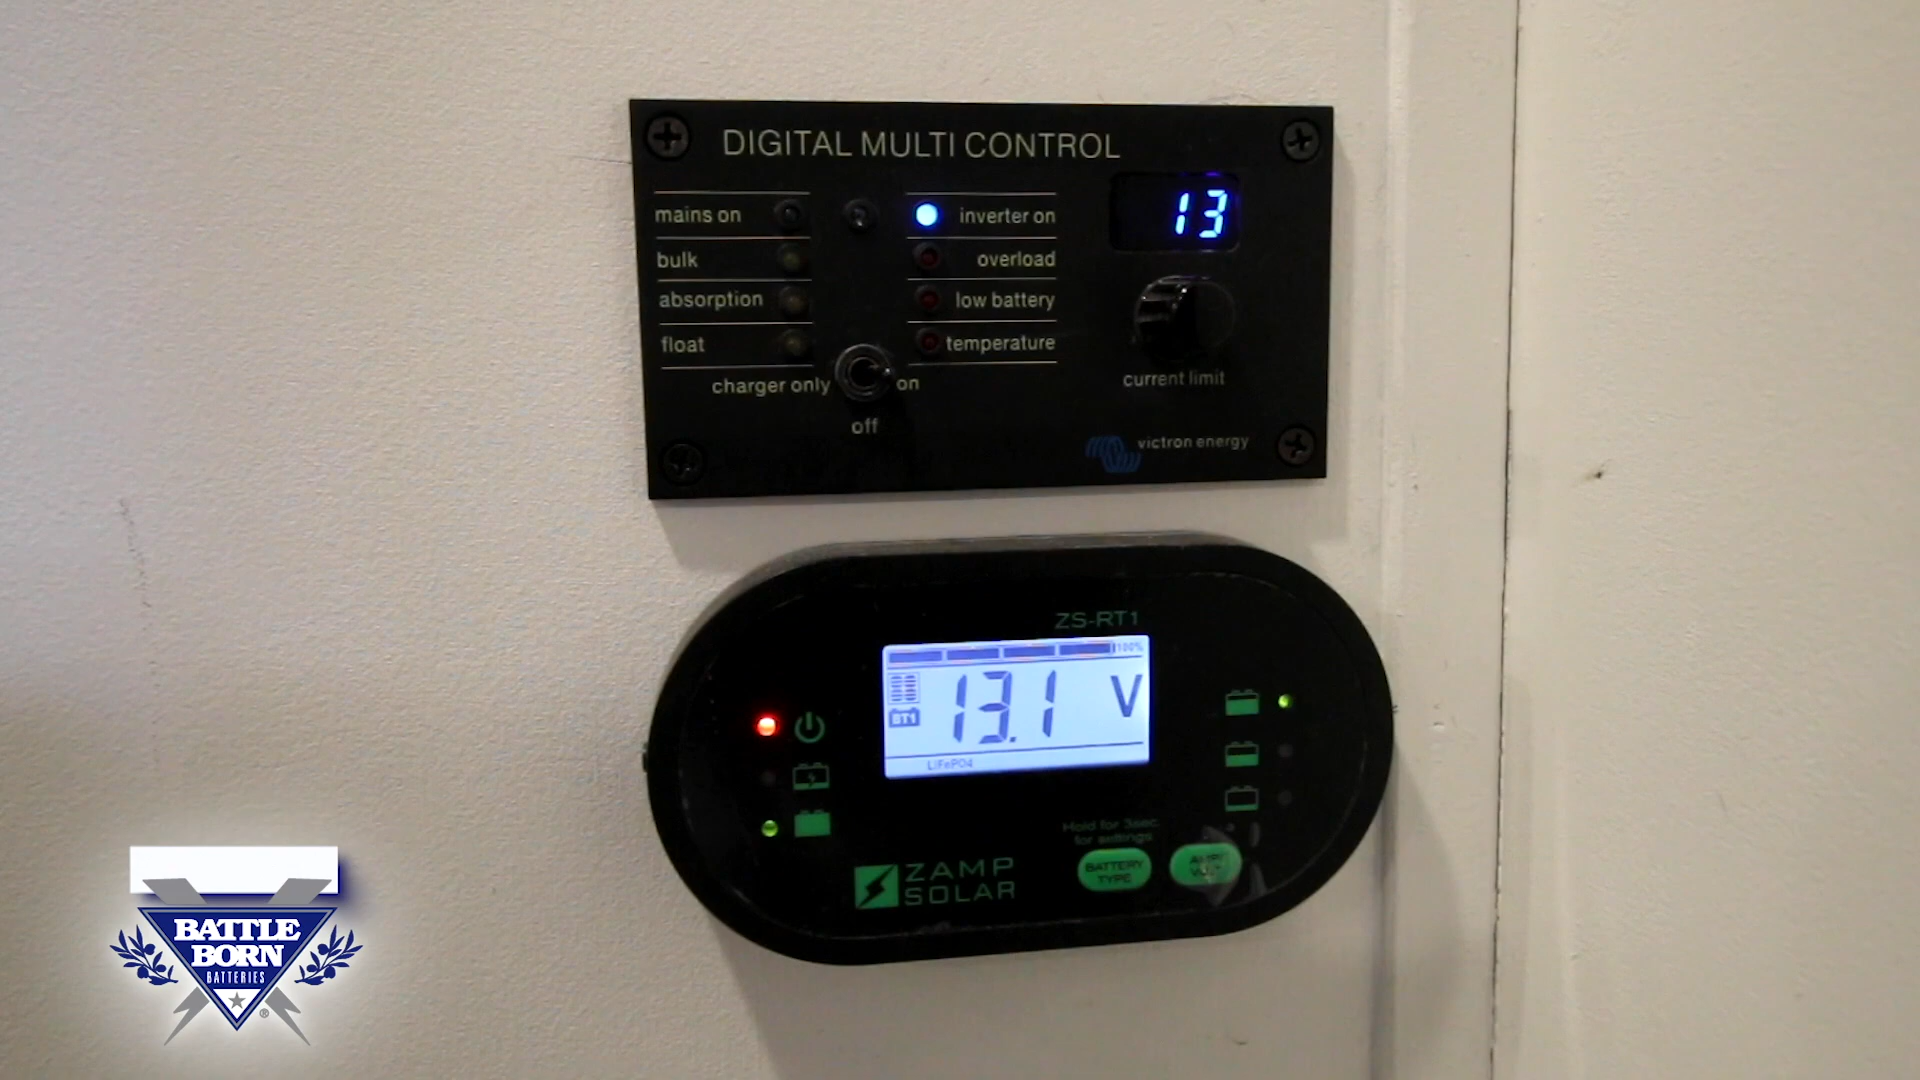 DIGITAL MULTI CONTROL
13
mains on
inverter on
bulk
overload
absorption
low battery
float
temperature
charger only
on
off
current limit
victron energy
ZS-RT1
100%
BT1
13.1 V
LiFePO4
Hold for 3sec.
for settings
BATTERY
TYPE
AMP/
VOLT
ZAMP
SOLAR
BATTLE
BORN
BATTERIES
®